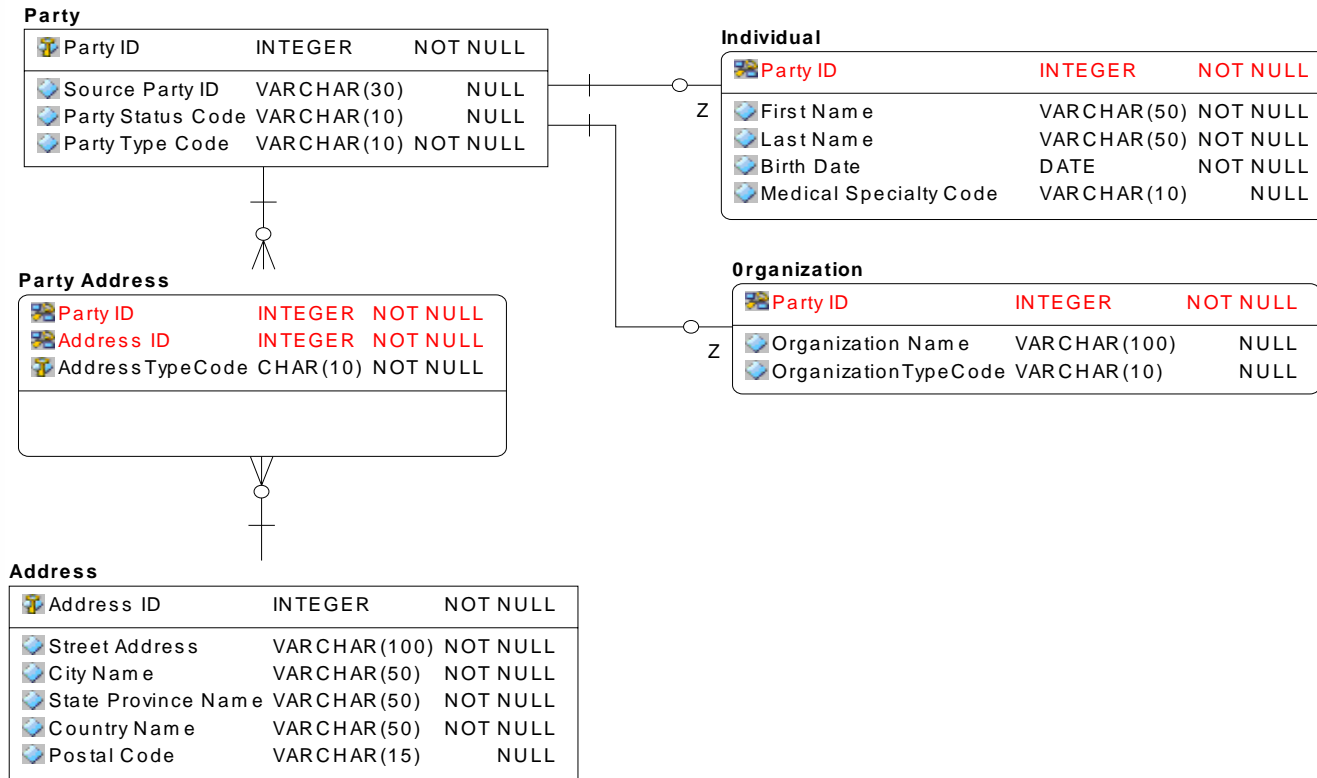 Party
Party ID INTEGER NOT NULL
Source Party ID VARCHAR(30) NULL
Party Status Code VARCHAR(10) NULL
Party Type Code VARCHAR(10) NOT NULL
Individual
Party ID INTEGER NOT NULL
First Name VARCHAR(50) NOT NULL
Last Name VARCHAR(50) NOT NULL
Birth Date DATE NOT NULL
Medical Specialty Code VARCHAR(10) NULL
Z
Party Address
Party ID INTEGER NOT NULL
Address ID INTEGER NOT NULL
AddressTypeCode CHAR(10) NOT NULL
0rganization
Party ID INTEGER NOT NULL
Organization Name VARCHAR(100) NULL
OrganizationTypeCode VARCHAR(10) NULL
Z
Address
Address ID INTEGER NOT NULL
Street Address VARCHAR(100) NOT NULL
City Name VARCHAR(50) NOT NULL
State Province Name VARCHAR(50) NOT NULL
Country Name VARCHAR(50) NOT NULL
Postal Code VARCHAR(15) NULL